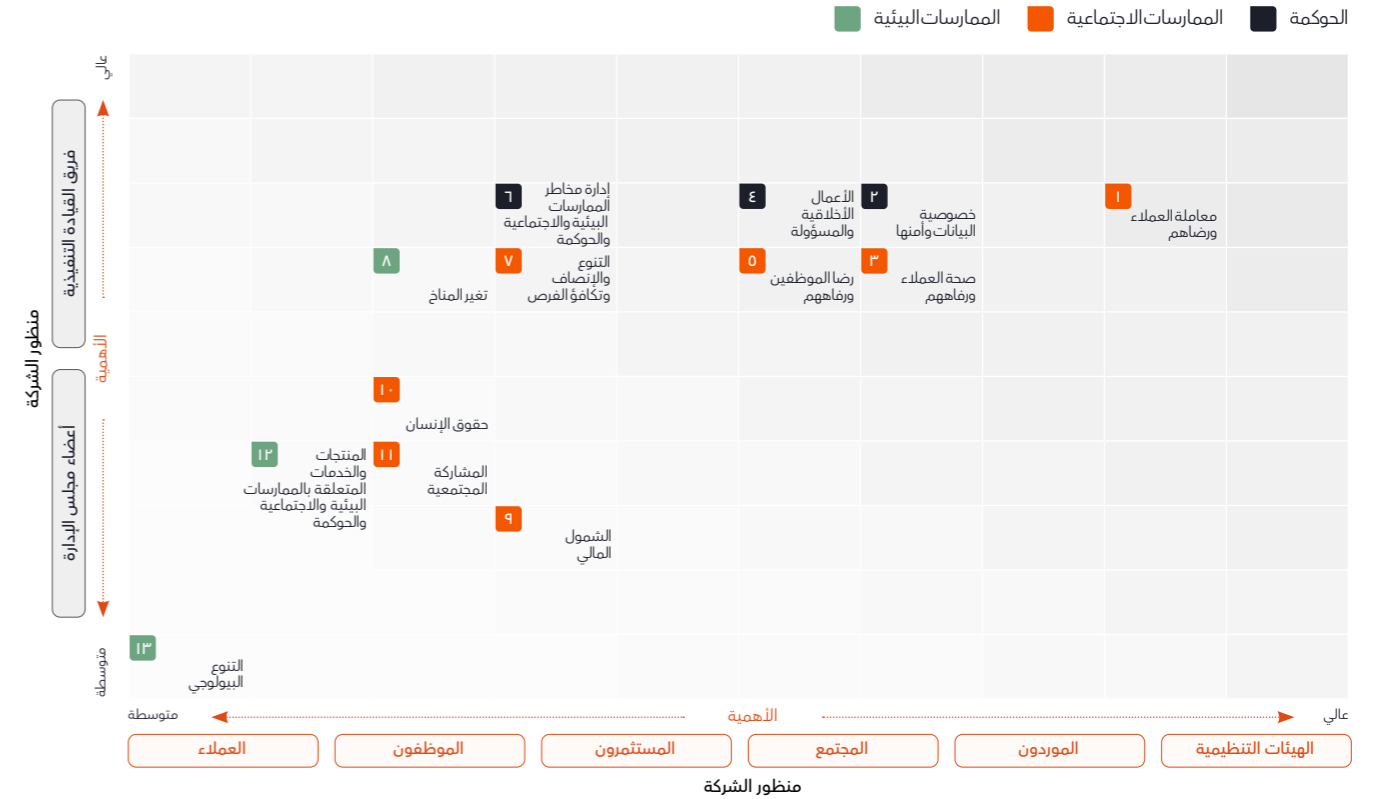 الحوكمة
الممارسات الاجتماعية
الممارسات البيئية
عالي
فريق القيادة التنفيذية
منظور الشركة
الأهمية
أعضاء مجلس الإدارة
متوسطة
١
معاملة العملاء
ورضاهم
٢
خصوصية
البيانات وأمنها
٤
الأعمال
الأخلاقية
والمسؤولة
٦
إدارة مخاطر
الممارسات
البيئية والاجتماعية
والحوكمة
٣
صحة العملاء
ورفاههم
٥
رضا الموظفين
ورفاههم
٧
التنوع
والإنصاف
وتكافؤ الفرص
٨
تغير المناخ
١٠
حقوق الإنسان
١١
المشاركة
المجتمعية
١٢
المنتجات
والخدمات
المتعلقة بالممارسات
البيئية والاجتماعية
والحوكمة
٩
الشمول
المالي
١٣
التنوع
البيولوجي
عالي
الأهمية
متوسطة
الهيئات التنظيمية
الموردون
المجتمع
المستثمرون
الموظفون
العملاء
منظور الشركة